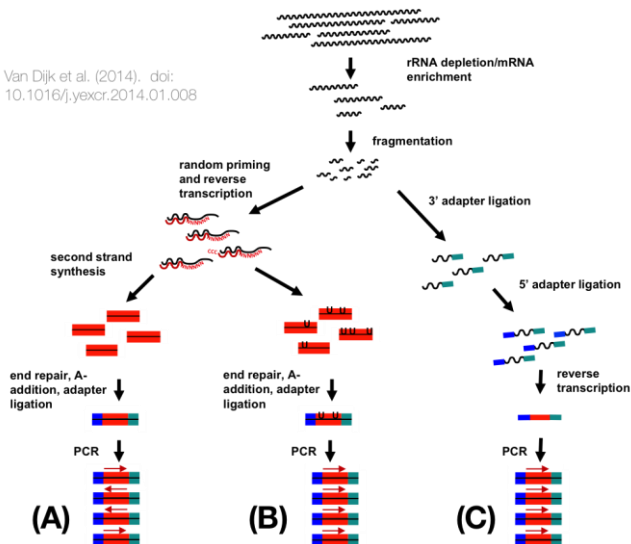 Van Dijk et al. (2014). doi:
10.1016/j.yexcr.2014.01.008
rRNA depletion/mRNA
enrichment
fragmentation
random priming
and reverse
transcription
3' adapter ligation
second strand
synthesis
5' adapter ligation
end repair, A-
addition, adapter
ligation
end repair, A-
addition, adapter
ligation
reverse
transcription
PCR
PCR
PCR
(A)
(B)
(C)